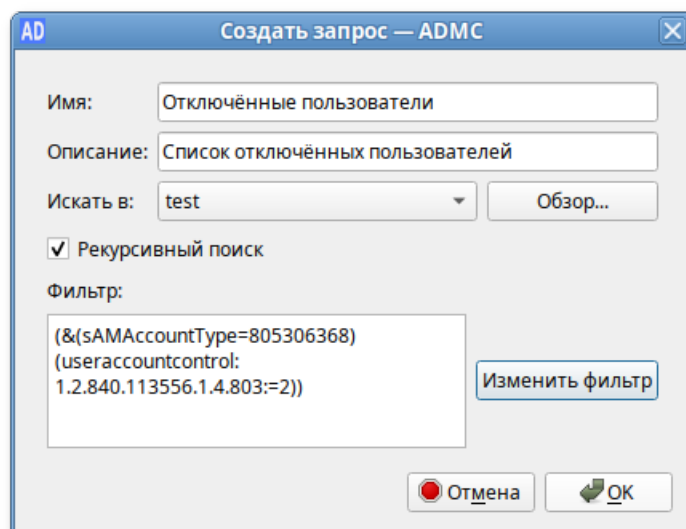 AD Создать запрос — ADMC
Имя: Отключённые пользователи
Описание: Список отключённых пользователей
Искать в: test Обзор...
Рекурсивный поиск
Фильтр:
(&(sAMAccountType=805306368)
(useraccountcontrol:
1.2.840.113556.1.4.803:=2))
Изменить фильтр
Отмена OK